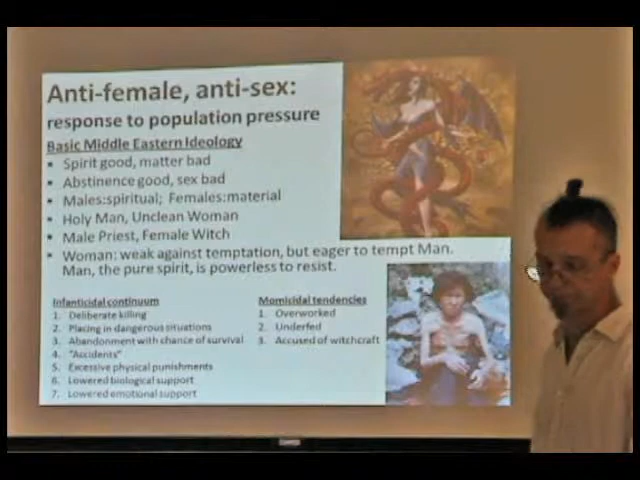 Anti-female, anti-sex:
response to population pressure
Basic Middle Eastern Ideology
▪ Spirit good, matter bad
▪ Abstinence good, sex bad
▪ Males:spiritual; Females:material
▪ Holy Man, Unclean Woman
▪ Male Priest, Female Witch
▪ Woman: weak against temptation, but eager to tempt Man.
Man, the pure spirit, is powerless to resist.
Infanticidal continuum
1. Deliberate killing
2. Placing in dangerous situations
3. Abandonment with chance of survival
4. "Accidents"
5. Excessive physical punishments
6. Lowered biological support
7. Lowered emotional support
Momicidal tendencies
1. Overworked
2. Underfed
3. Accused of witchcraft